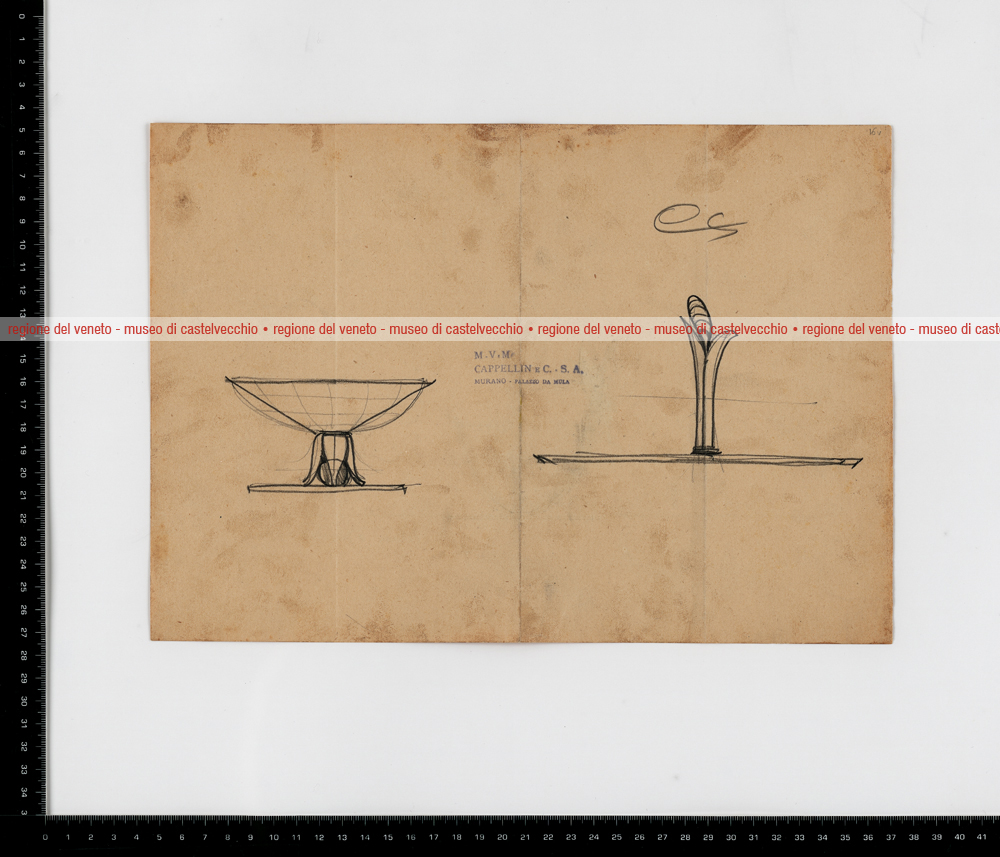 16 v
regione del veneto - museo di castelvecchio • regione del veneto - museo di castelvecchio • regione del veneto - museo di castelvecchio • regione del veneto - museo di cast
M.V.M.
CAPPELLIN E C. - S. A.
MURANO - PALAZZO DA MULA
0 1 2 3 4 5 6 7 8 9 10 11 12 13 15 16 17 18 19 20 21 22 23 24 25 26 27 28 29 30 31 32 33 34 3
0 1 2 3 4 5 6 7 8 9 10 11 12 13 14 15 16 17 18 19 20 21 22 23 24 25 26 27 28 29 30 31 32 33 34 35 36 37 38 39 40 41